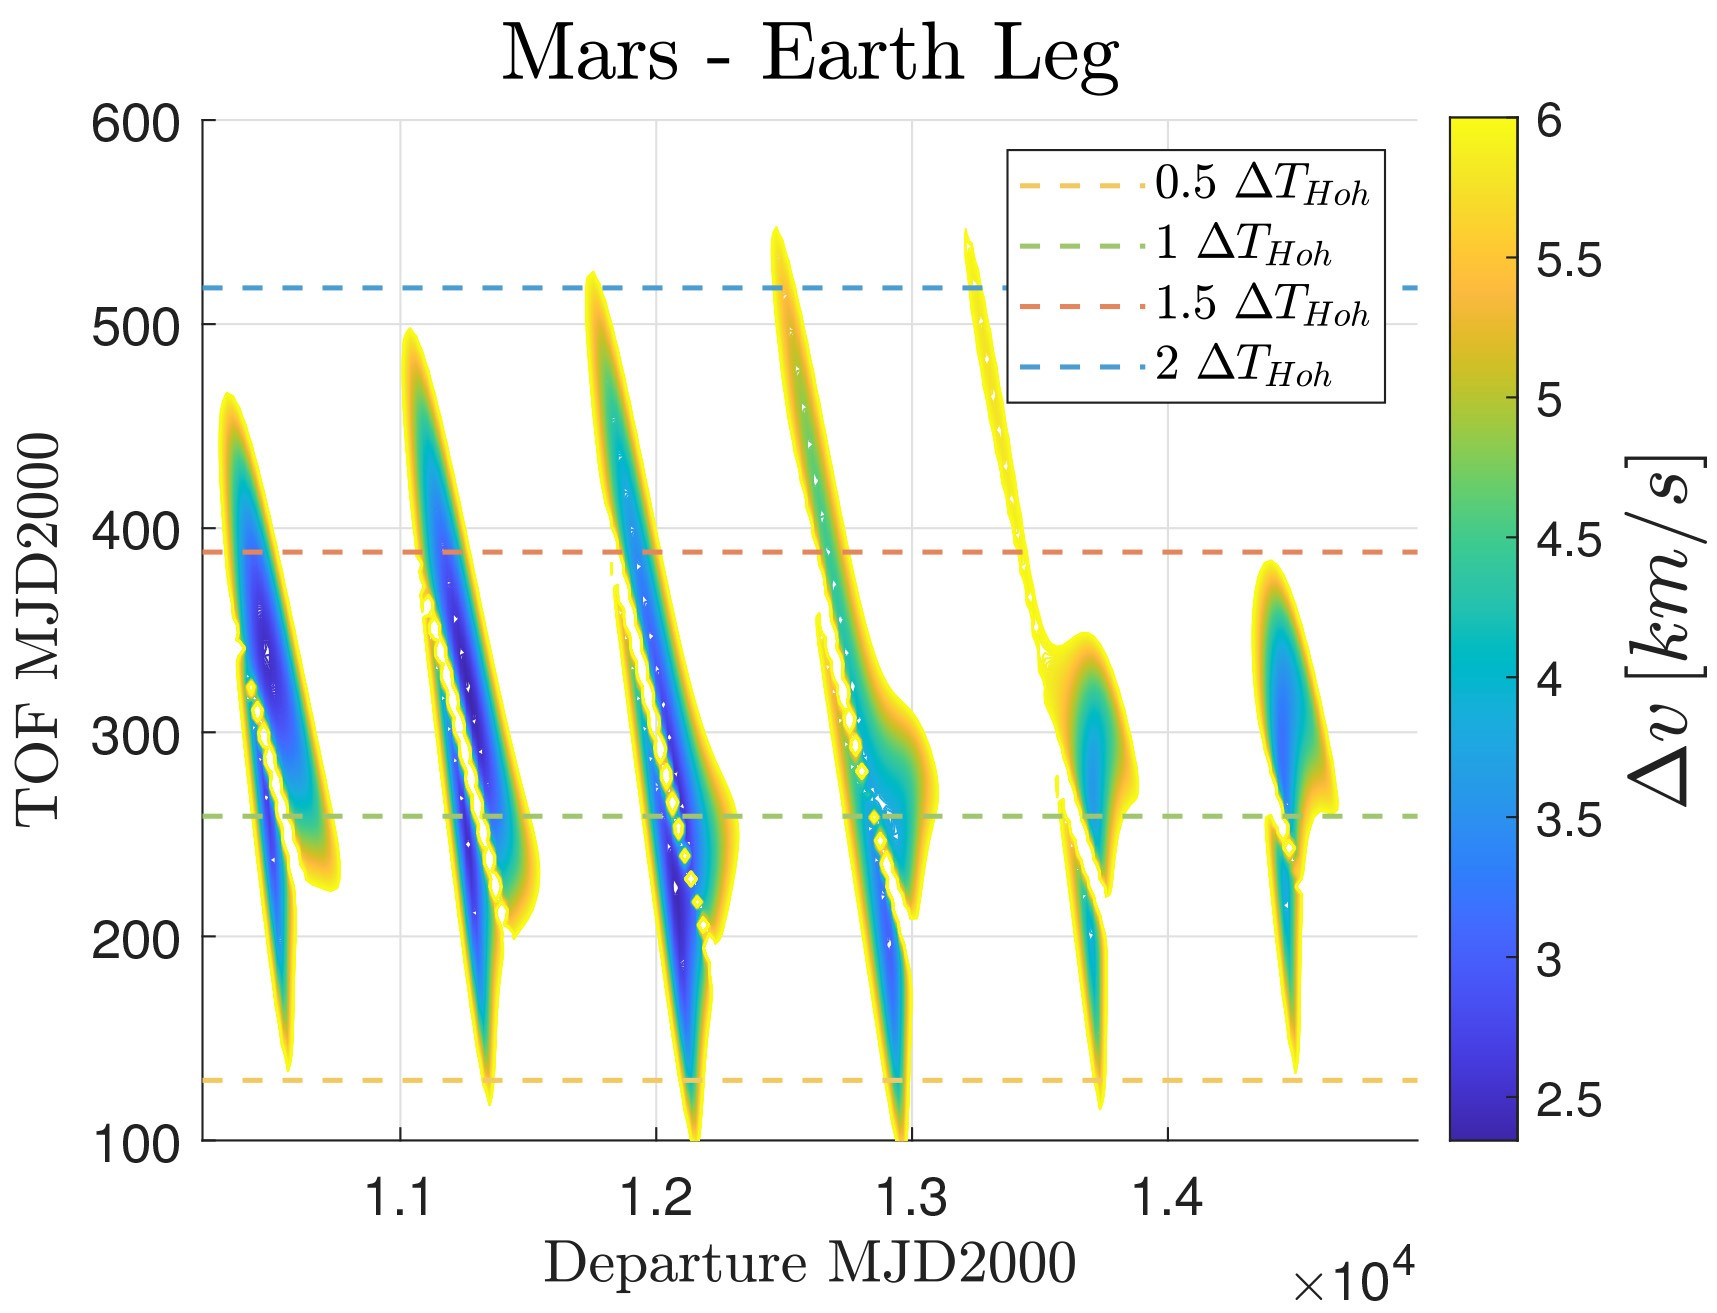 Mars - Earth Leg
600
500
400
300
200
100
TOF MJD2000
0.5 ΔT_Hoh
1 ΔT_Hoh
1.5 ΔT_Hoh
2 ΔT_Hoh
1.1
1.2
1.3
1.4
×10^4
Departure MJD2000
6
5.5
5
4.5
4
3.5
3
2.5
Δv [km/s]